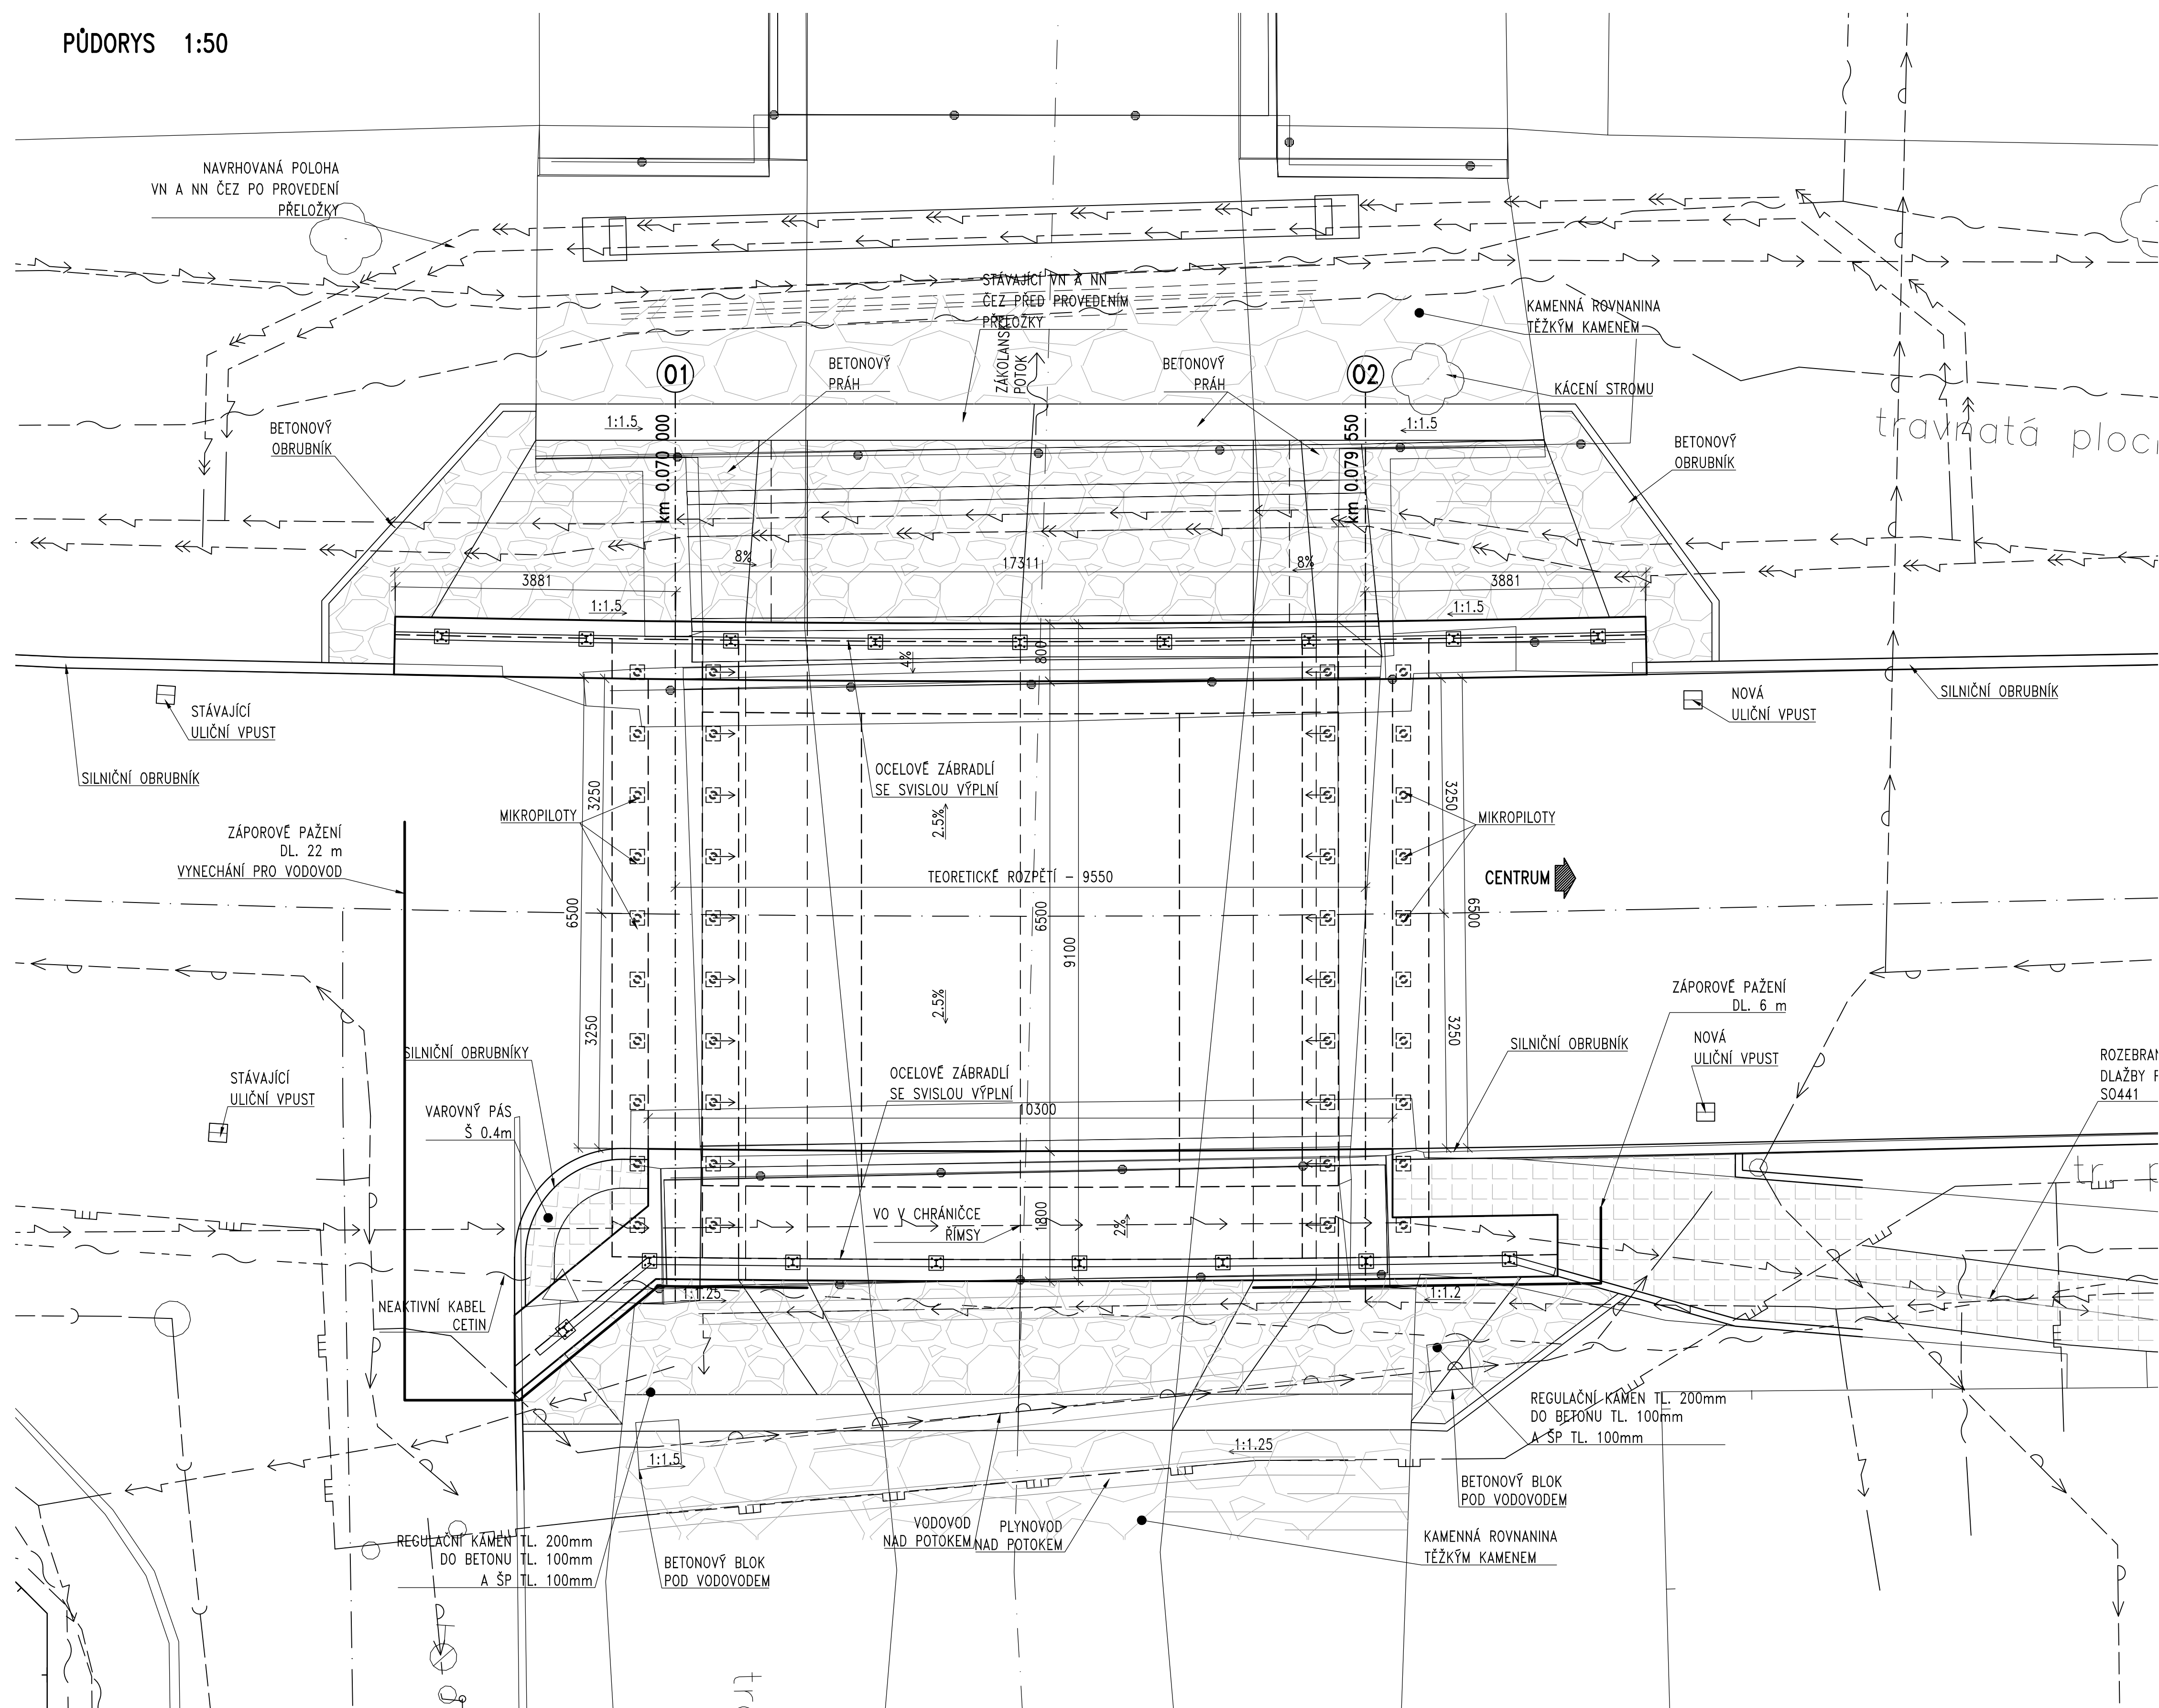 PŮDORYS 1:50
NAVRHOVANÁ POLOHA
VN A NN ČEZ PO PROVEDENÍ
PŘELOŽKY
STÁVAJÍCÍ VN A NN
ČEZ PŘED PROVEDENÍM
PŘELOŽKY
KAMENNÁ ROVNANINA
TĚŽKÝM KAMENEM
ZÁKOLANSKÝ
POTOK
01
BETONOVÝ
PRÁH
BETONOVÝ
PRÁH
02
KÁCENÍ STROMU
BETONOVÝ
OBRUBNÍK
1:1.5
km 0.070 000
km 0.079 550
1:1.5
BETONOVÝ
OBRUBNÍK
travnatá
8%
17311
8%
3881
3881
1:1.5
1:1.5
4%
800
STÁVAJÍCÍ
ULIČNÍ VPUST
NOVÁ
ULIČNÍ VPUST
SILNIČNÍ OBRUBNÍK
SILNIČNÍ OBRUBNÍK
OCELOVÉ ZÁBRADLÍ
SE SVISLOU VÝPLNÍ
3250
3250
2.5%
MIKROPILOTY
MIKROPILOTY
ZÁPOROVÉ PAŽENÍ
DL. 22 m
VYNECHÁNÍ PRO VODOVOD
TEORETICKÉ ROZPĚTÍ – 9550
CENTRUM
6500
6500
9100
6500
2.5%
ZÁPOROVÉ PAŽENÍ
DL. 6 m
3250
3250
SILNIČNÍ OBRUBNÍKY
SILNIČNÍ OBRUBNÍK
NOVÁ
ULIČNÍ VPUST
STÁVAJÍCÍ
ULIČNÍ VPUST
OCELOVÉ ZÁBRADLÍ
SE SVISLOU VÝPLNÍ
10300
VAROVNÝ PÁS
Š 0.4m
DLAŽBY
SO441
VO V CHRÁNIČCE
ŘÍMSY
1800
2%
NEAKTIVNÍ KABEL
CETIN
1:1.25
1:1.2
REGULAČNÍ KÁMEN TL. 200mm
DO BETONU TL. 100mm
A ŠP TL. 100mm
1:1.5
1:1.25
BETONOVÝ BLOK
POD VODOVODEM
VODOVOD
NAD POTOKEM
PLYNOVOD
NAD POTOKEM
KAMENNÁ ROVNANINA
TĚŽKÝM KAMENEM
REGULAČNÍ KÁMEN TL. 200mm
DO BETONU TL. 100mm
A ŠP TL. 100mm
BETONOVÝ BLOK
POD VODOVODEM